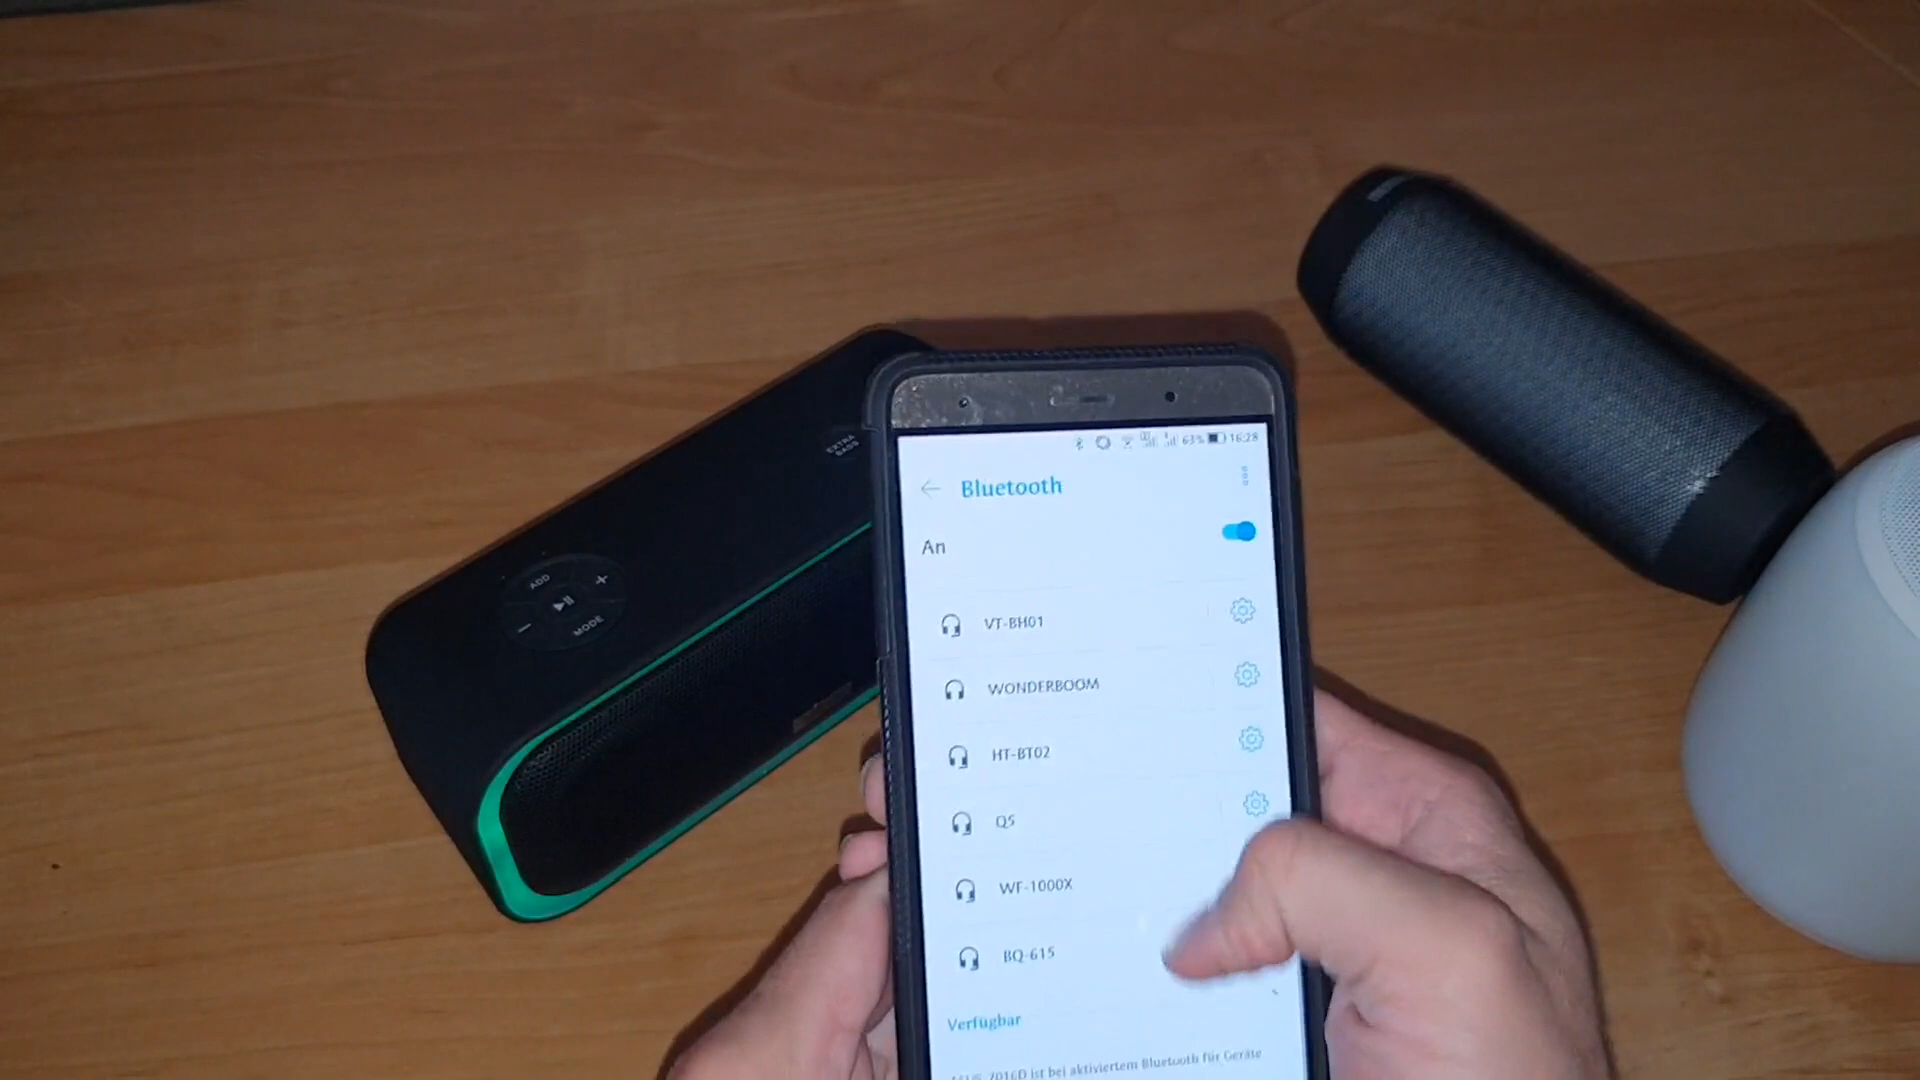 63% 16:28
Bluetooth
An
VT-BH01
WONDERBOOM
HT-BT02
Q5
WF-1000X
BQ-615
Verfügbar
Z016D ist bei aktiviertem Bluetooth für Geräte
EXTRA
BASS
ADD
+
−
MODE